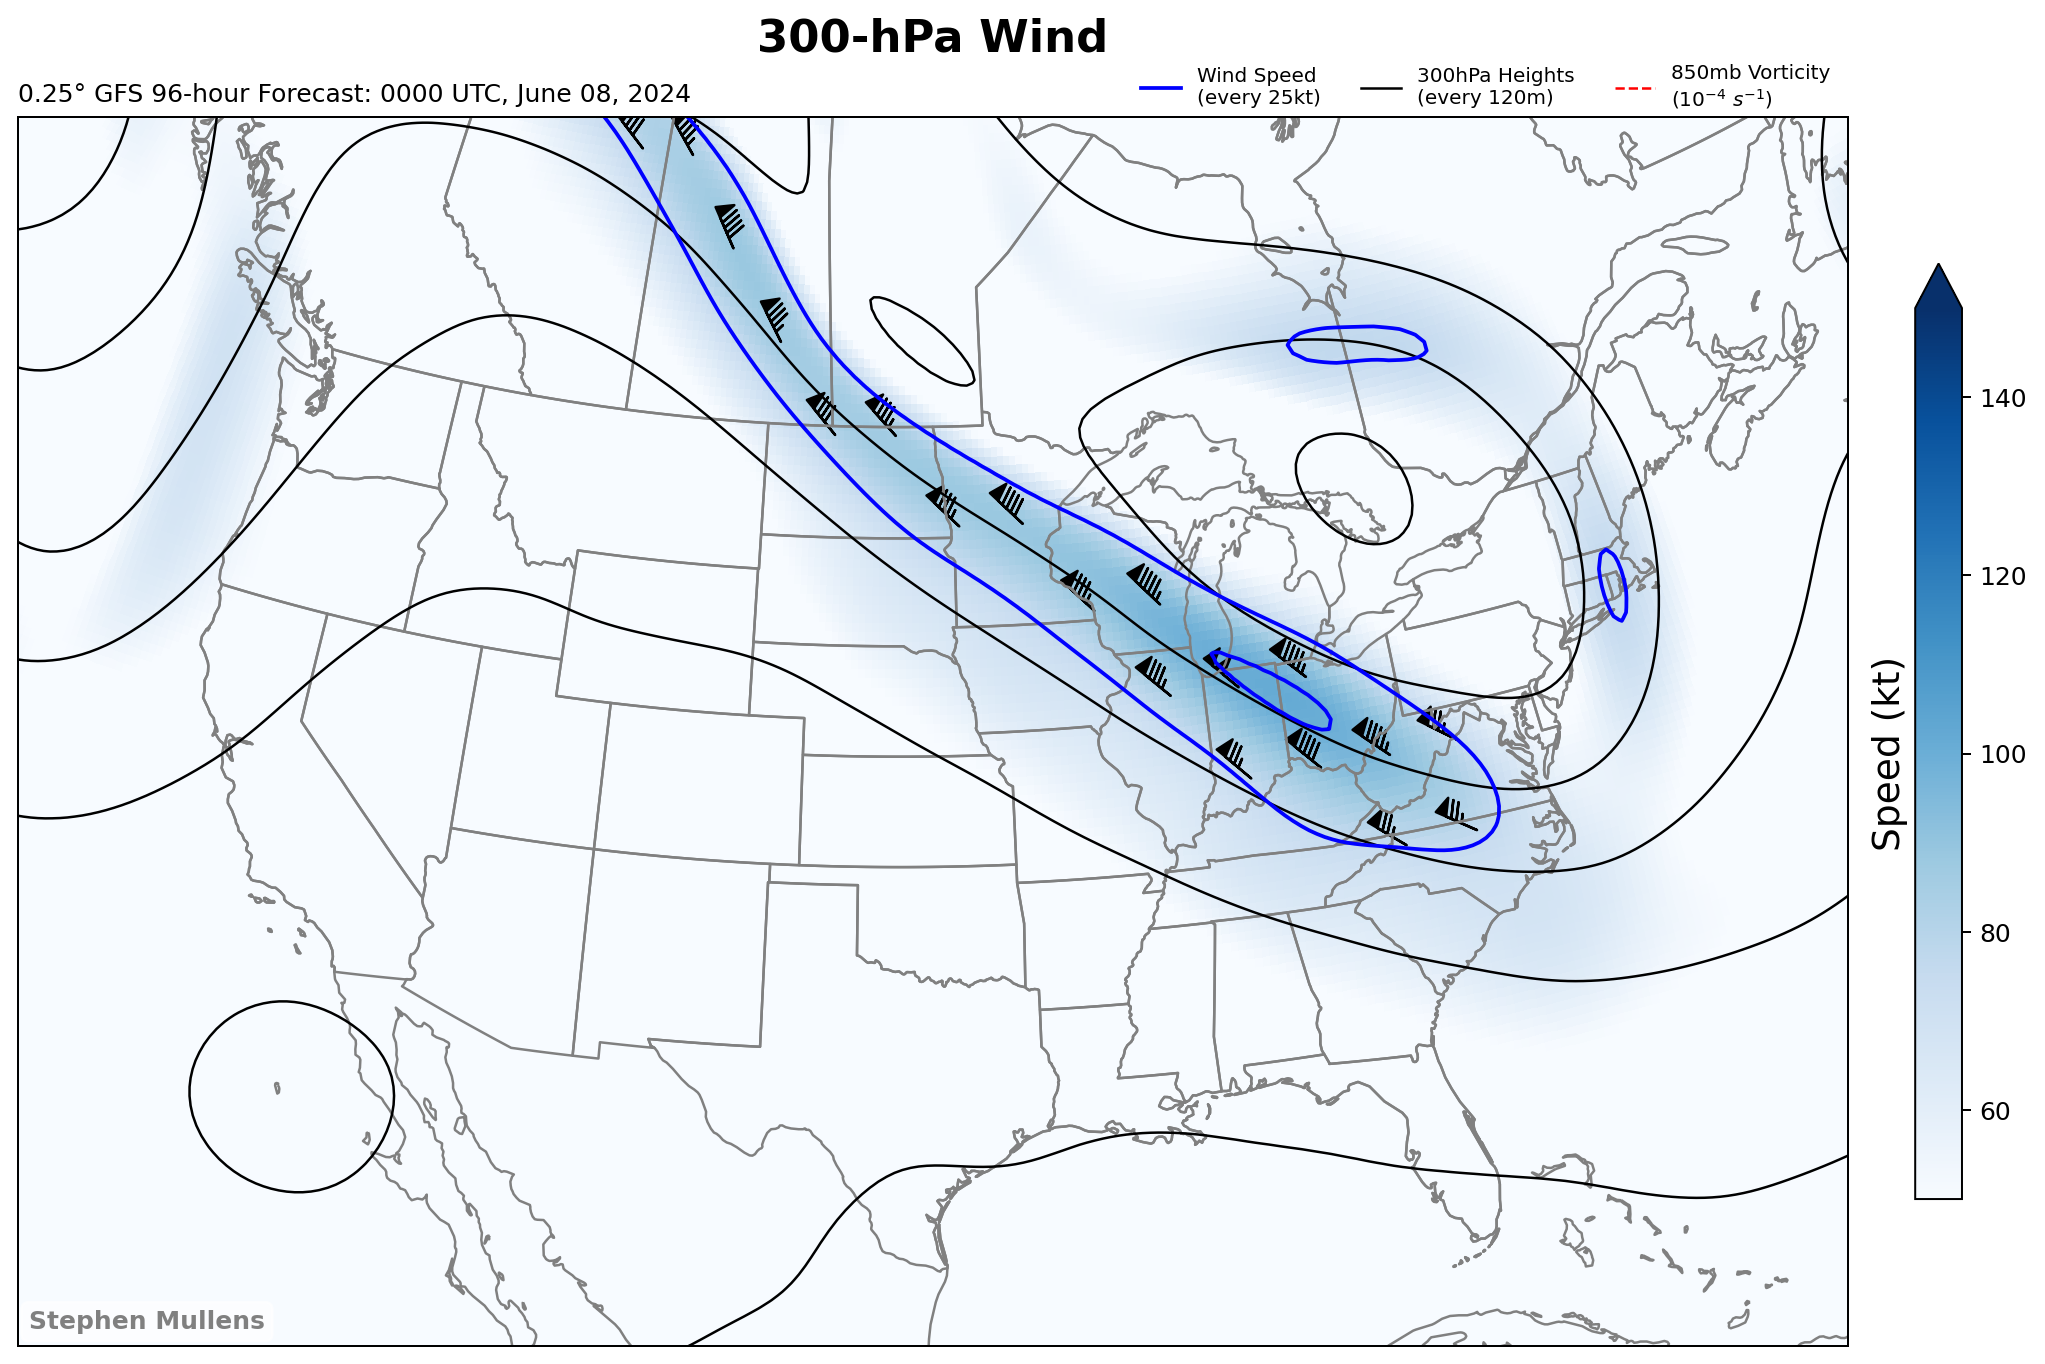 300-hPa Wind
0.25° GFS 96-hour Forecast: 0000 UTC, June 08, 2024
Wind Speed
(every 25kt)
300hPa Heights
(every 120m)
850mb Vorticity
(10⁻⁴ s⁻¹)
140
120
100
80
60
Speed (kt)
Stephen Mullens